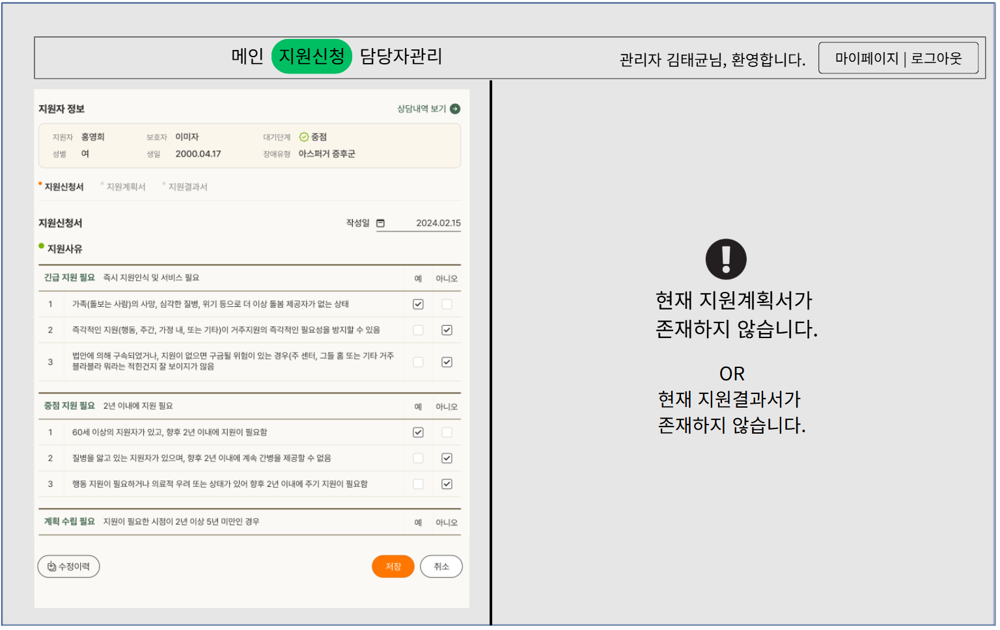 메인 지원신청 담당자관리
관리자 김태균님, 환영합니다.
마이페이지 | 로그아웃
지원자 정보
상담내역 보기
지원자 홍영희 보호자 이미자 대기단계 중점
성별 여 생일 2000.04.17 장애유형 아스퍼거 증후군
지원신청서 지원계획서 지원결과서
지원신청서 작성일 2024.02.15
지원사유
긴급 지원 필요 즉시 지원인식 및 서비스 필요 예 아니오
1 가족(돌보는 사람)의 사망, 심각한 질병, 위기 등으로 더 이상 돌봄 제공자가 없는 상태
2 즉각적인 지원(행동, 주간, 가정 내, 또는 기타)이 거주지원의 즉각적인 필요성을 방지할 수 있음
3 법안에 의해 구속되었거나, 지원이 없으면 구금될 위험이 있는 경우(주 센터, 그들 홈 또는 기타 거주
블라블라 뭐라는 적힌건지 잘 보이지가 않음
중점 지원 필요 2년 이내에 지원 필요 예 아니오
1 60세 이상의 지원자가 있고, 향후 2년 이내에 지원이 필요함
2 질병을 앓고 있는 지원자가 있으며, 향후 2년 이내에 계속 간병을 제공할 수 없음
3 행동 지원이 필요하거나 의료적 우려 또는 상태가 있어 향후 2년 이내에 주기 지원이 필요함
계획 수립 필요 지원이 필요한 시점이 2년 이상 5년 미만인 경우 예 아니오
수정이력 저장 취소
현재 지원계획서가
존재하지 않습니다.
OR
현재 지원결과서가
존재하지 않습니다.